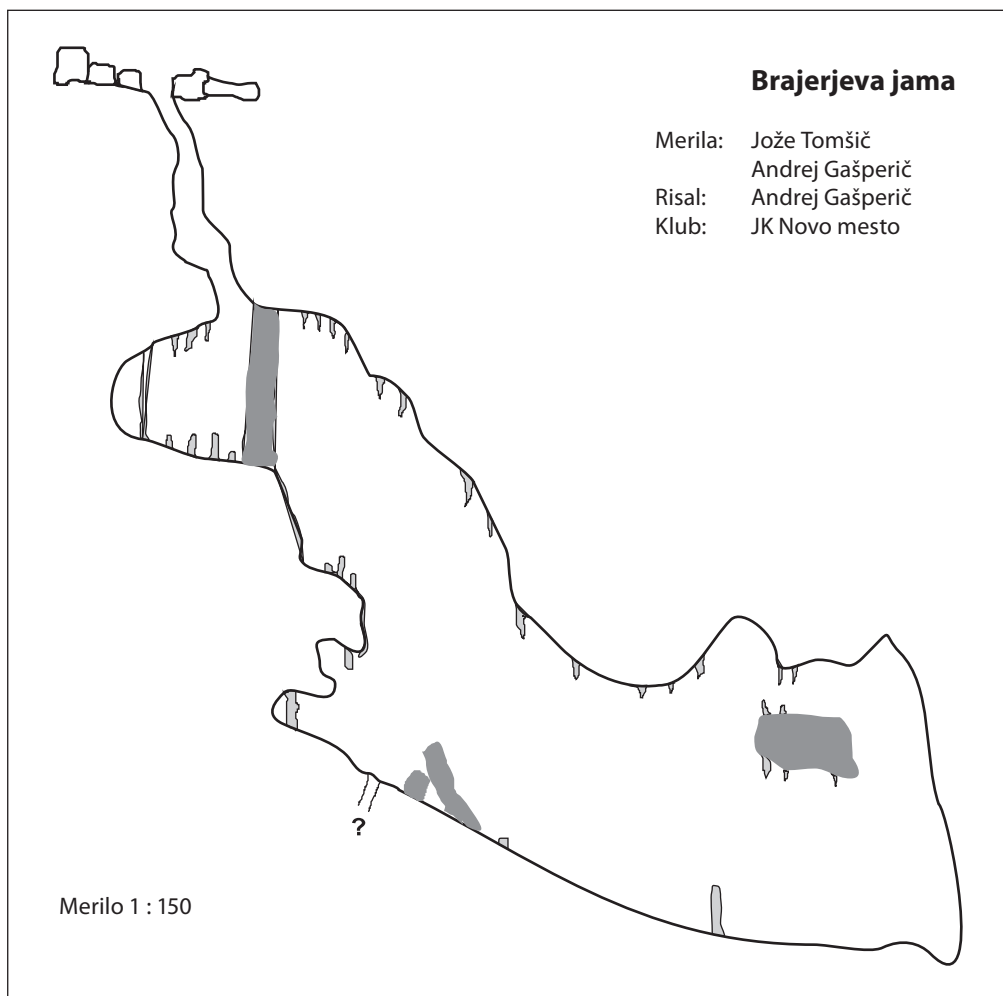 Brajerjeva jama
Merila: Jože Tomšič
Andrej Gašperič
Risal: Andrej Gašperič
Klub: JK Novo mesto
?
Merilo 1 : 150